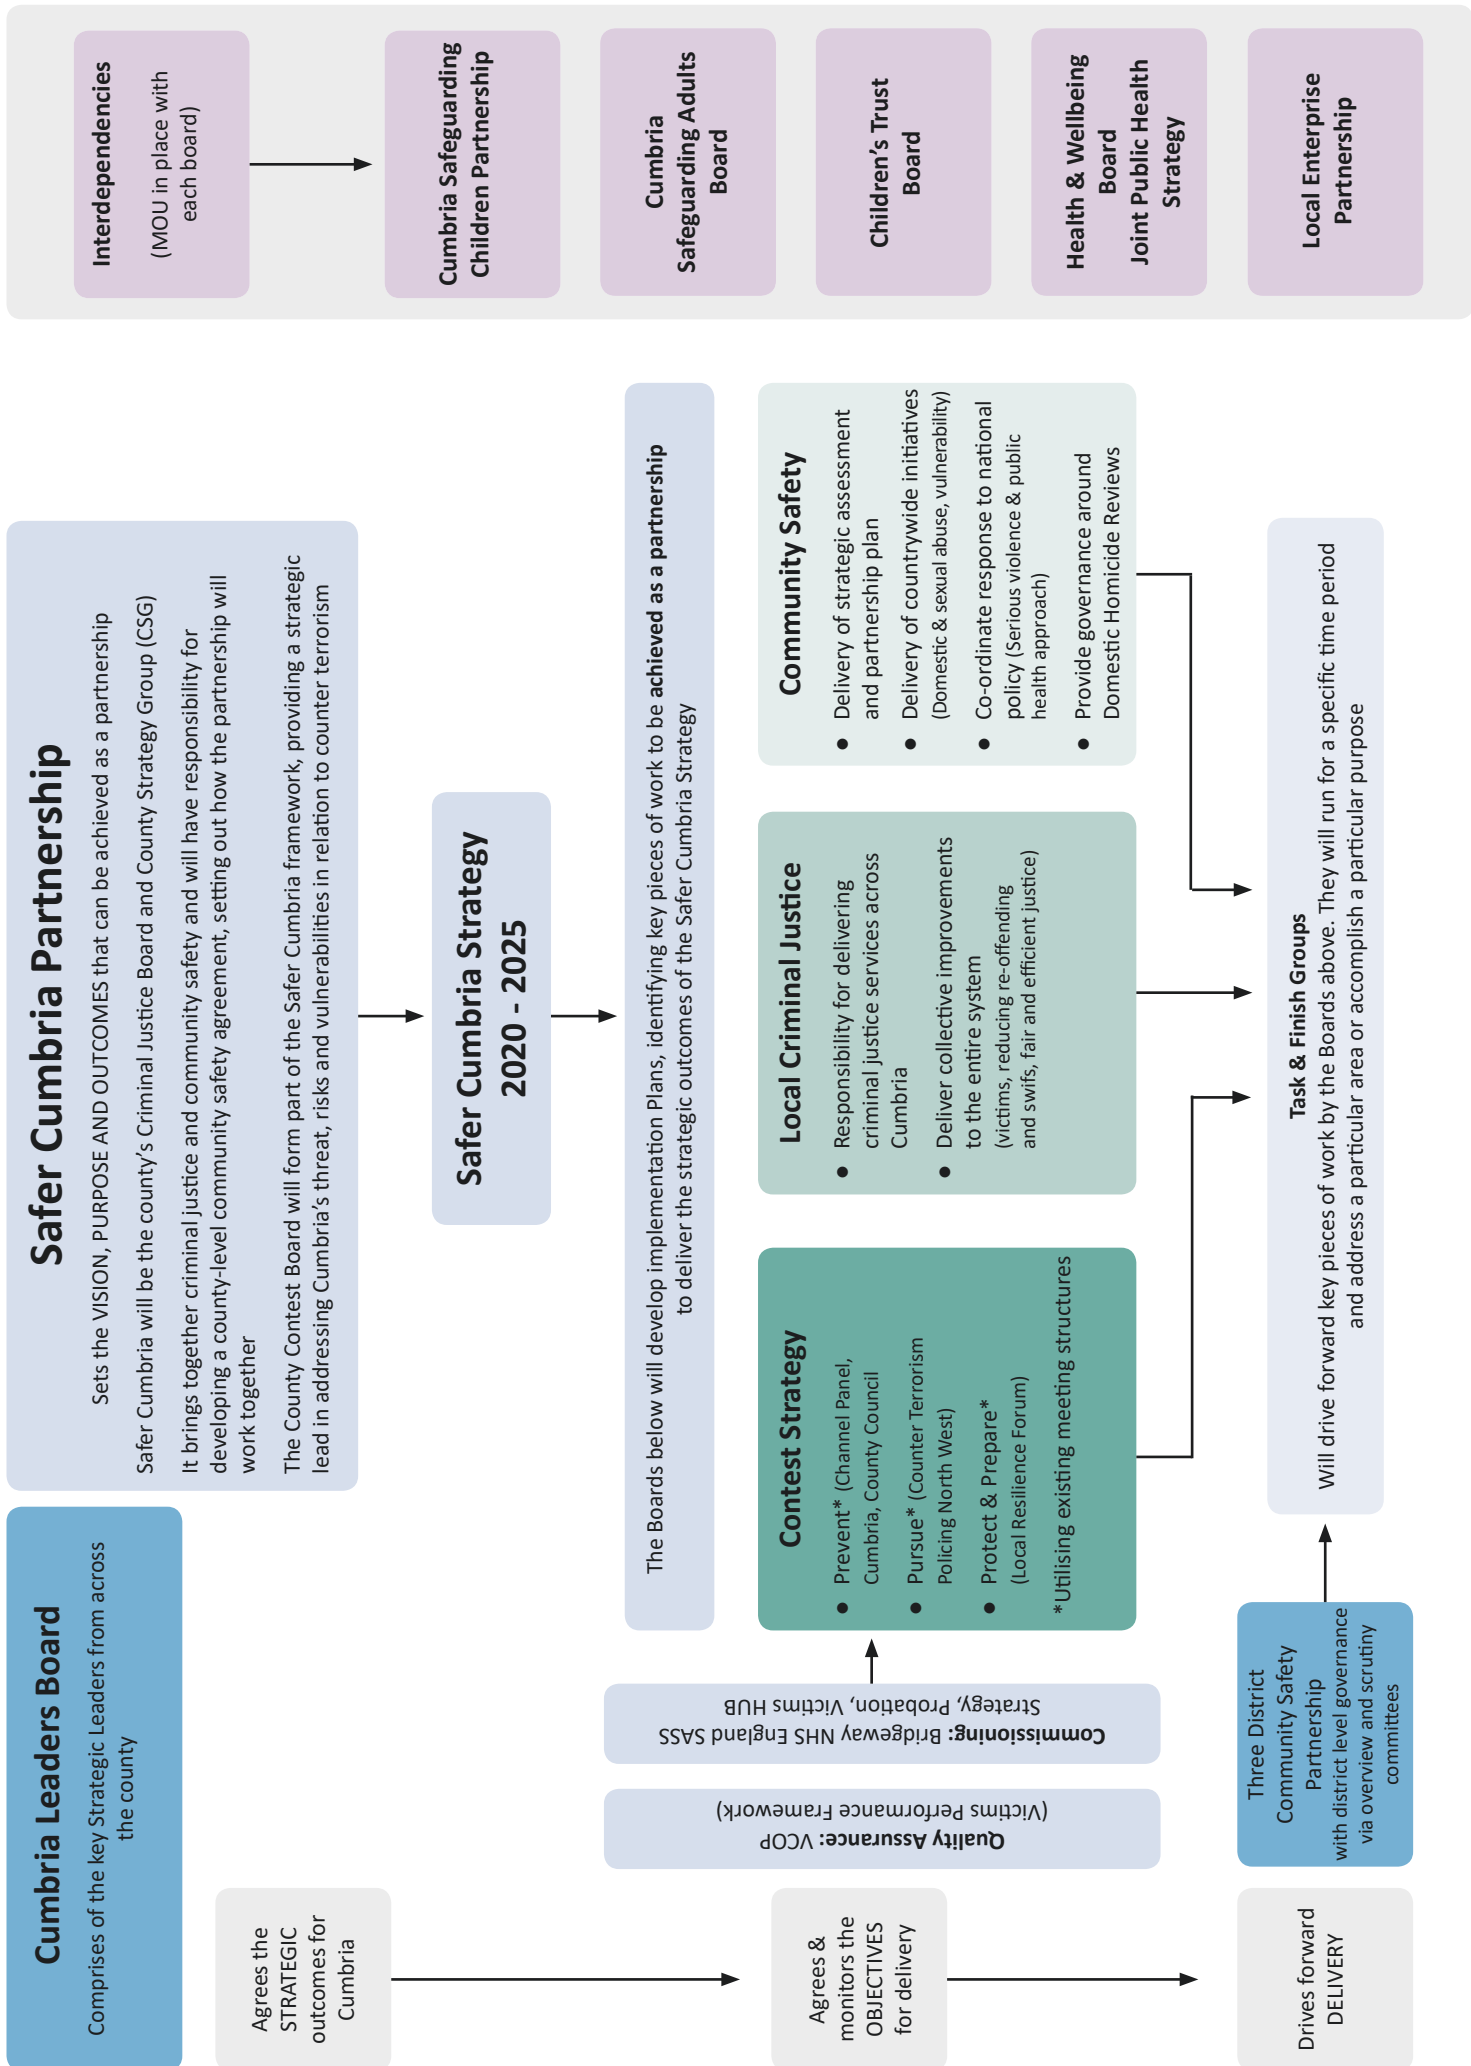 Cumbria Leaders Board
Comprises of the key Strategic Leaders from across
the county
Safer Cumbria Partnership
Sets the VISION, PURPOSE AND OUTCOMES that can be achieved as a partnership
Safer Cumbria will be the county's Criminal Justice Board and County Strategy Group (CSG)
It brings together criminal justice and community safety and will have responsibility for
developing a county-level community safety agreement, setting out how the partnership will
work together
The County Contest Board will form part of the Safer Cumbria framework, providing a strategic
lead in addressing Cumbria's threat, risks and vulnerabilities in relation to counter terrorism
Interdependencies
(MOU in place with
each board)
Cumbria Safeguarding
Children Partnership
Cumbria
Safeguarding Adults
Board
Children's Trust
Board
Health & Wellbeing
Board
Joint Public Health
Strategy
Local Enterprise
Partnership
Agrees the
STRATEGIC
outcomes for
Cumbria
Safer Cumbria Strategy
2020 - 2025
The Boards below will develop implementation Plans, identifying key pieces of work to be achieved as a partnership
to deliver the strategic outcomes of the Safer Cumbria Strategy
Agrees &
monitors the
OBJECTIVES
for delivery
Quality Assurance: VCOP
(Victims Performance Framework)
Commissioning: Bridgeway NHS England SASS
Strategy, Probation, Victims HUB
Contest Strategy
● Prevent* (Channel Panel,
Cumbria, County Council
● Pursue* (Counter Terrorism
Policing North West)
● Protect & Prepare*
(Local Resilience Forum)
*Utilising existing meeting structures
Local Criminal Justice
● Responsibility for delivering
criminal justice services across
Cumbria
● Deliver collective improvements
to the entire system
(victims, reducing re-offending
and swifs, fair and efficient justice)
Community Safety
● Delivery of strategic assessment
and partnership plan
● Delivery of countrywide initiatives
(Domestic & sexual abuse, vulnerability)
● Co-ordinate response to national
policy (Serious violence & public
health approach)
● Provide governance around
Domestic Homicide Reviews
Drives forward
DELIVERY
Three District
Community Safety
Partnership
with district level governance
via overview and scrutiny
committees
Task & Finish Groups
Will drive forward key pieces of work by the Boards above. They will run for a specific time period
and address a particular area or accomplish a particular purpose